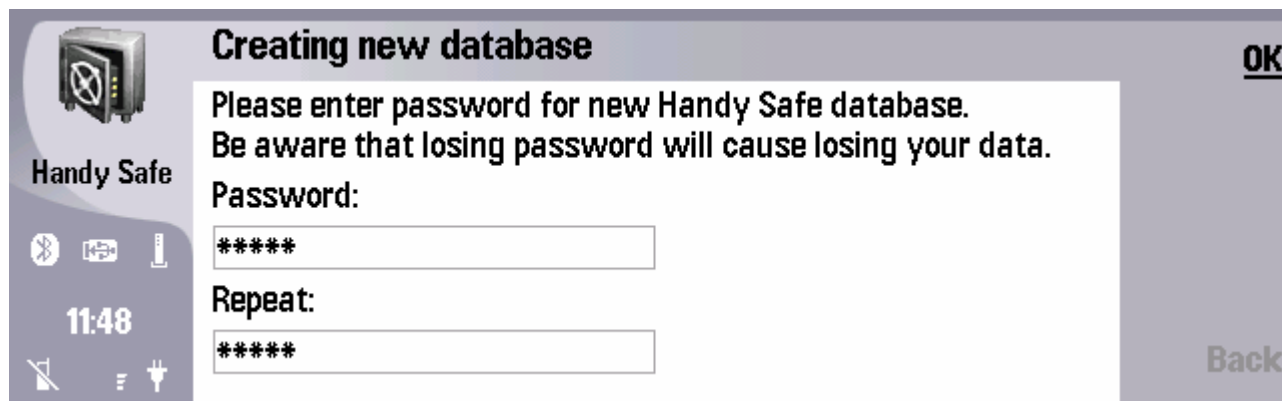 Creating new database
OK
Please enter password for new Handy Safe database.
Be aware that losing password will cause losing your data.
Handy Safe
Password:
*****
Repeat:
11:48
*****
Back